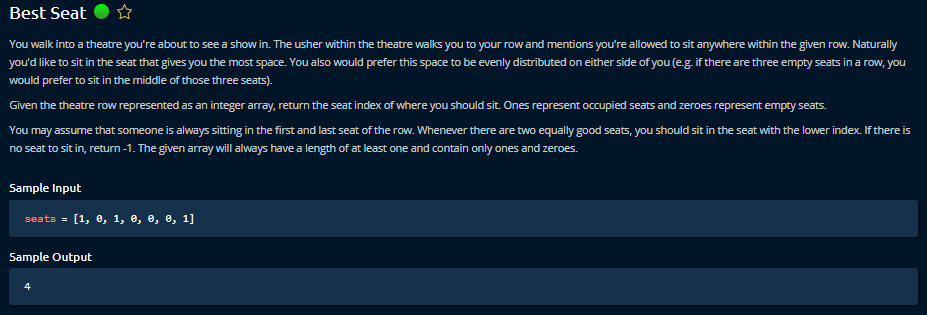 Best Seat
You walk into a theatre you're about to see a show in. The usher within the theatre walks you to your row and mentions you're allowed to sit anywhere within the given row. Naturally
you'd like to sit in the seat that gives you the most space. You also would prefer this space to be evenly distributed on either side of you (e.g. if there are three empty seats in a row, you
would prefer to sit in the middle of those three seats).
Given the theatre row represented as an integer array, return the seat index of where you should sit. Ones represent occupied seats and zeroes represent empty seats.
You may assume that someone is always sitting in the first and last seat of the row. Whenever there are two equally good seats, you should sit in the seat with the lower index. If there is
no seat to sit in, return -1. The given array will always have a length of at least one and contain only ones and zeroes.
Sample Input
seats = [1, 0, 1, 0, 0, 0, 1]
Sample Output
4